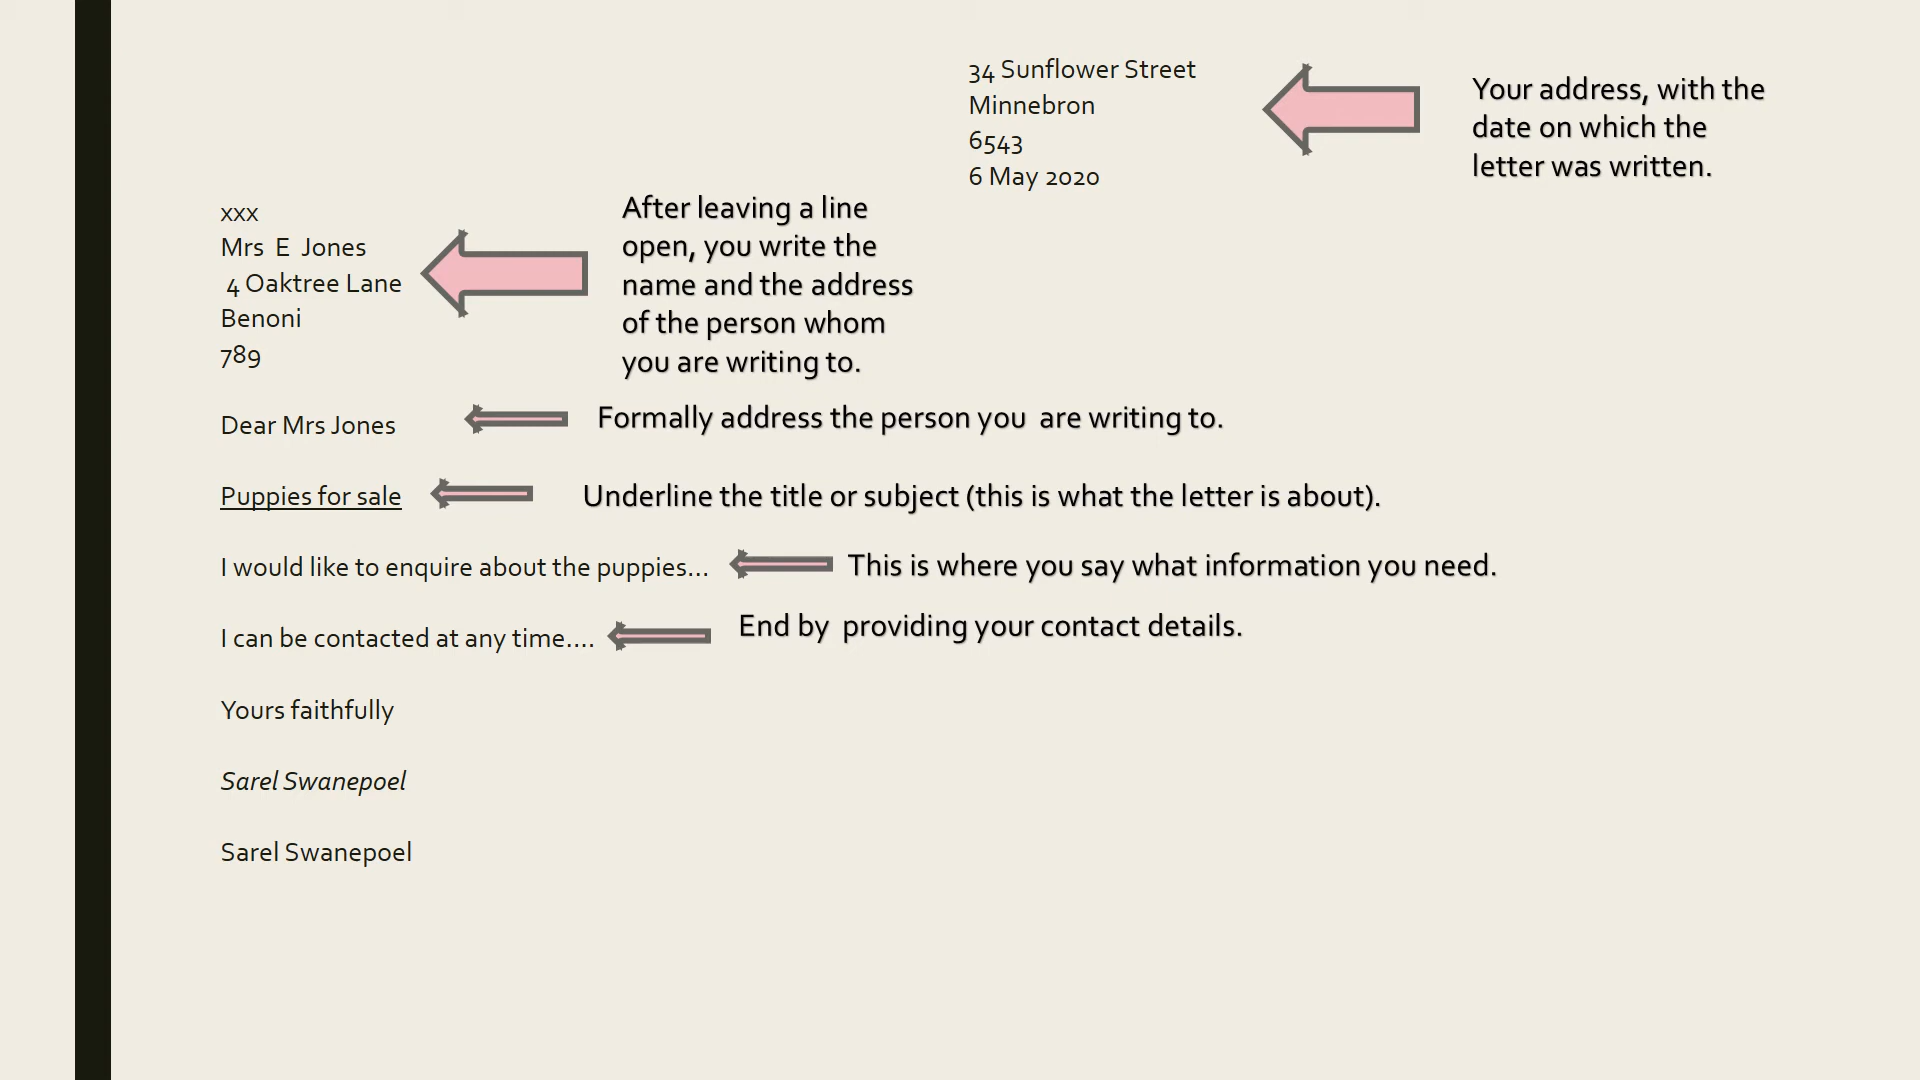 34 Sunflower Street
Minnebron
6543
6 May 2020
Your address, with the
date on which the
letter was written.
xxx
Mrs  E  Jones
4 Oaktree Lane
Benoni
789
After leaving a line
open, you write the
name and the address
of the person whom
you are writing to.
Dear Mrs Jones
Formally address the person you  are writing to.
Puppies for sale
Underline the title or subject (this is what the letter is about).
I would like to enquire about the puppies...
This is where you say what information you need.
I can be contacted at any time....
End by  providing your contact details.
Yours faithfully
Sarel Swanepoel
Sarel Swanepoel